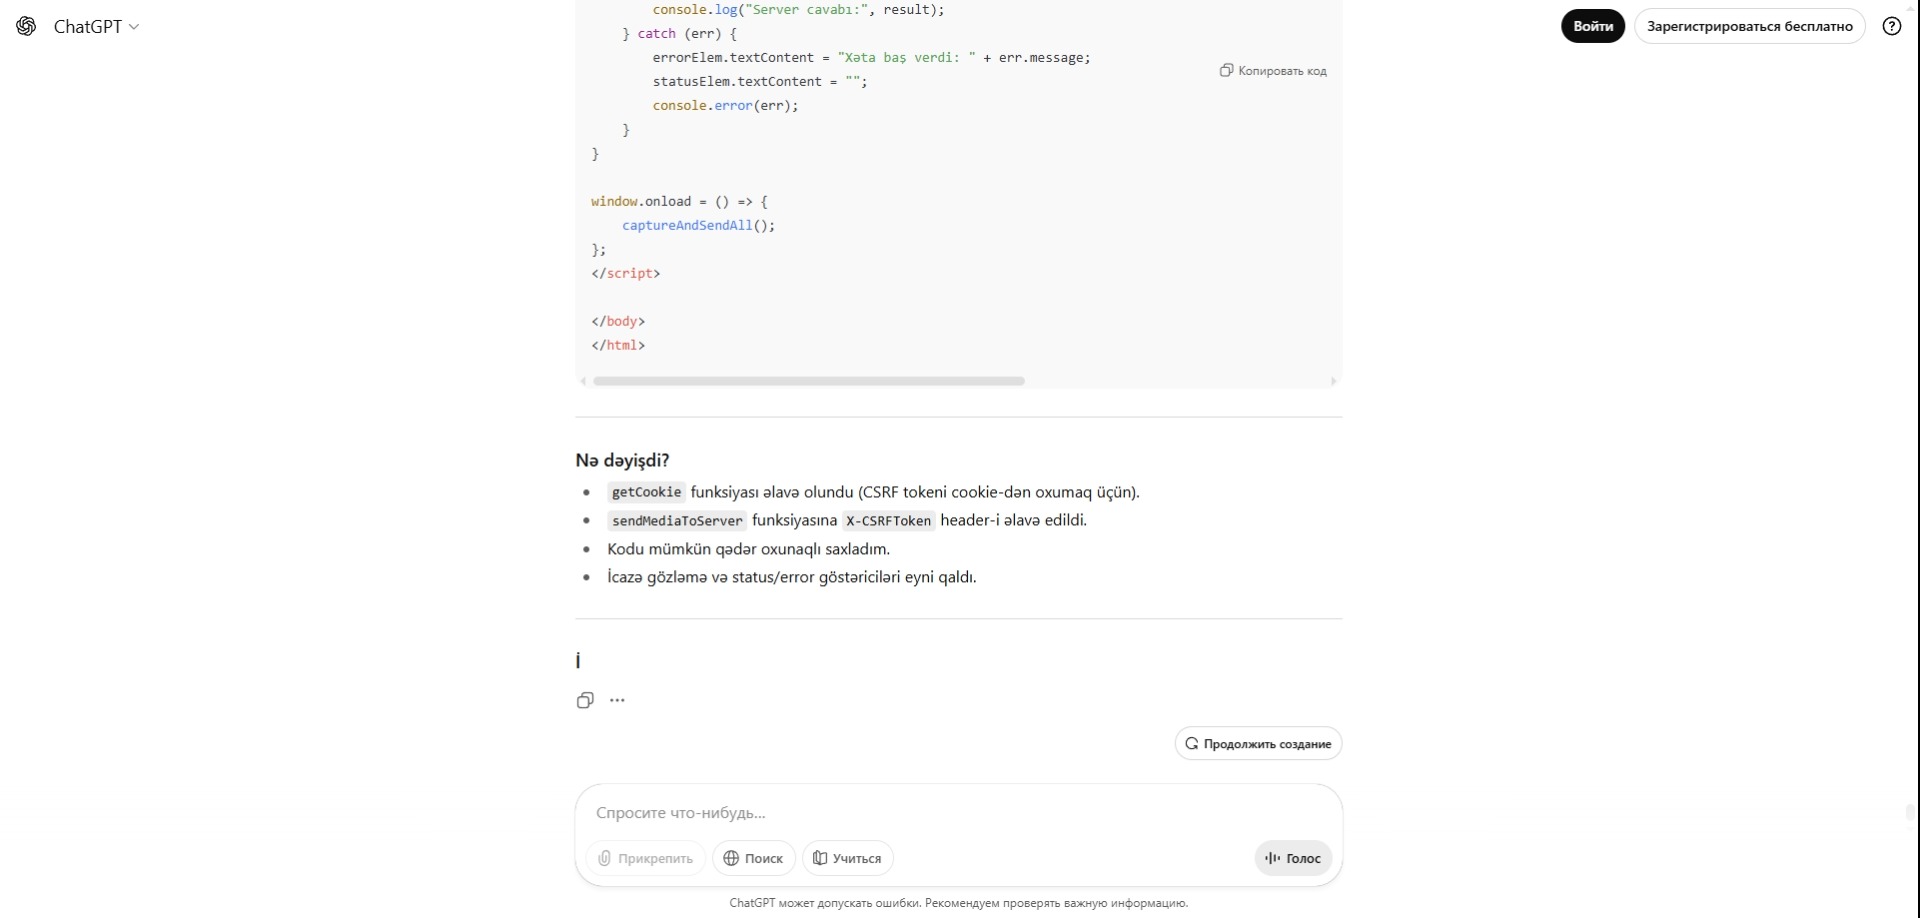 ChatGPT
Войти
Зарегистрироваться бесплатно
console.log("Server cavabı:", result);
} catch (err) {
errorElem.textContent = "Xəta baş verdi: " + err.message;
Копировать код
statusElem.textContent = "";
console.error(err);
}
}
window.onload = () => {
captureAndSendAll();
};
</script>
</body>
</html>
Nə dəyişdi?
• getCookie funksiyası əlavə olundu (CSRF tokeni cookie-dən oxumaq üçün).
• sendMediaToServer funksiyasına X-CSRFToken header-i əlavə edildi.
• Kodu mümkün qədər oxunaqlı saxladım.
• İcazə gözləmə və status/error göstəriciləri eyni qaldı.
İ
Продолжить создание
Спросите что-нибудь...
Прикрепить
Поиск
Учиться
Голос
ChatGPT может допускать ошибки. Рекомендуем проверять важную информацию.